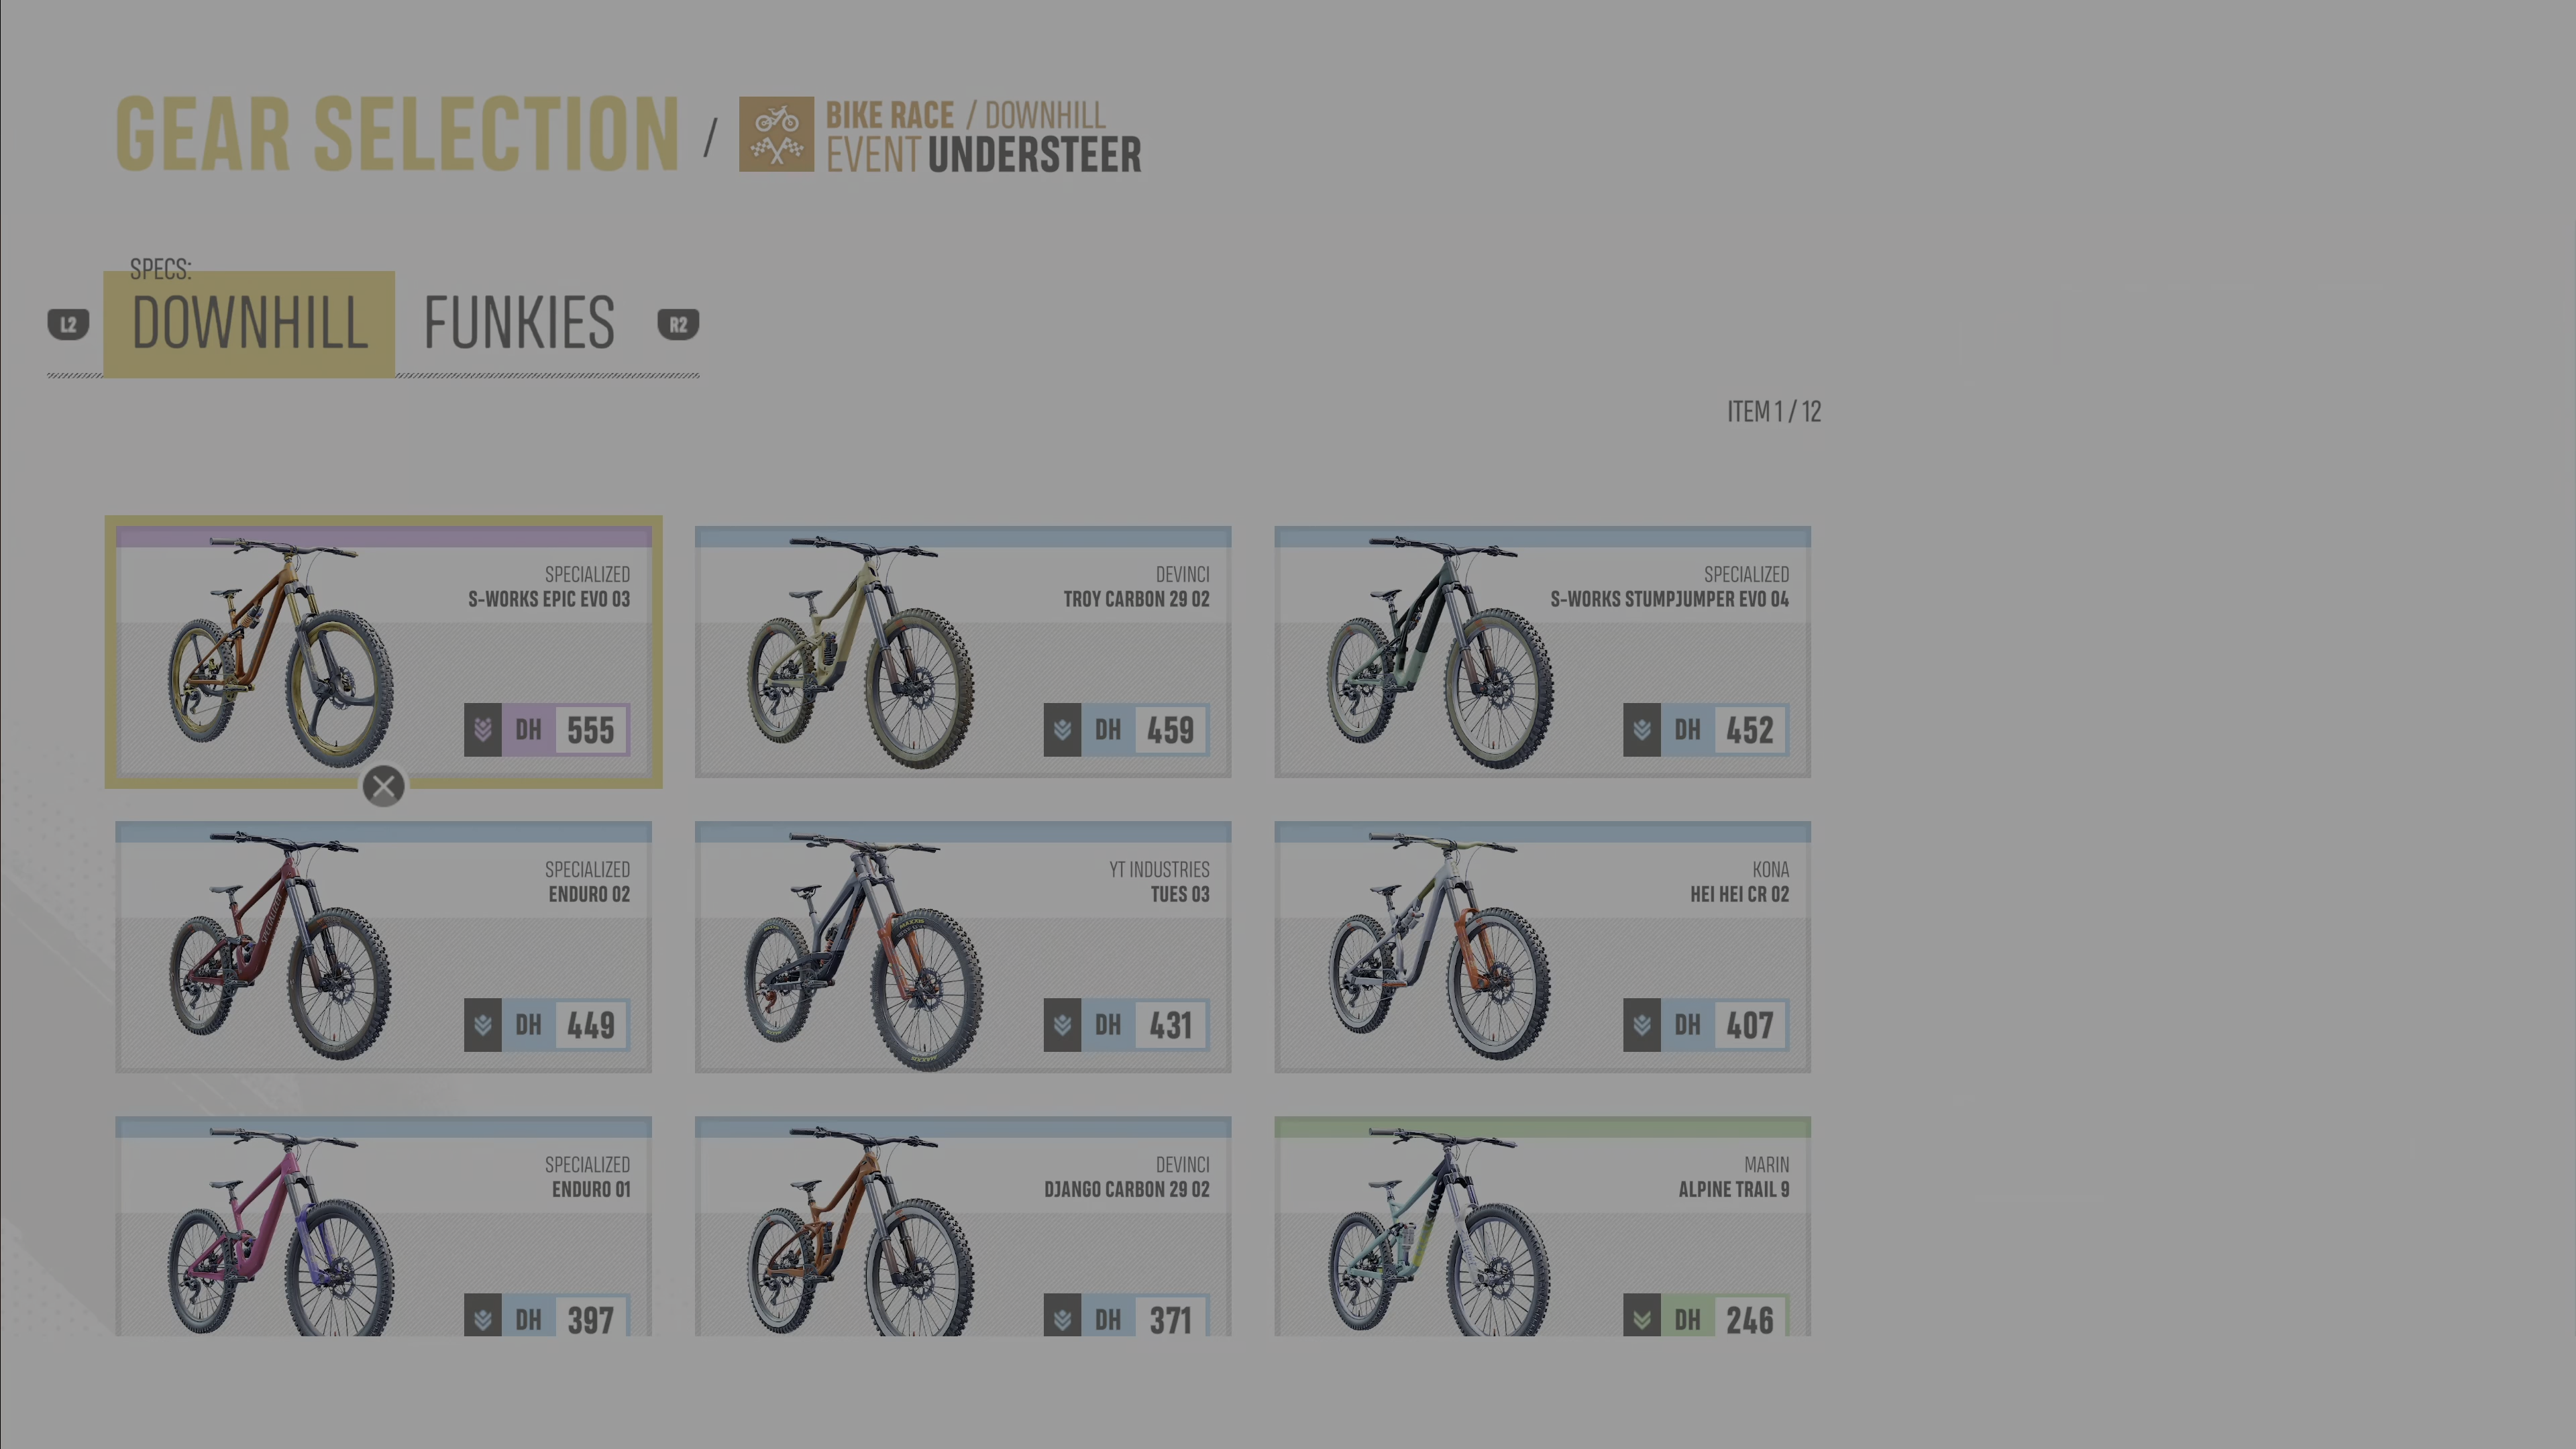 GEAR SELECTION / BIKE RACE / DOWNHILL
EVENT UNDERSTEER
SPECS:
L2 DOWNHILL FUNKIES R2
ITEM 1 / 12
SPECIALIZED
S-WORKS EPIC EVO 03
DH 555
DEVINCI
TROY CARBON 29 02
DH 459
SPECIALIZED
S-WORKS STUMPJUMPER EVO 04
DH 452
SPECIALIZED
ENDURO 02
DH 449
YT INDUSTRIES
TUES 03
DH 431
KONA
HEI HEI CR 02
DH 407
SPECIALIZED
ENDURO 01
DH 397
DEVINCI
DJANGO CARBON 29 02
DH 371
MARIN
ALPINE TRAIL 9
DH 246